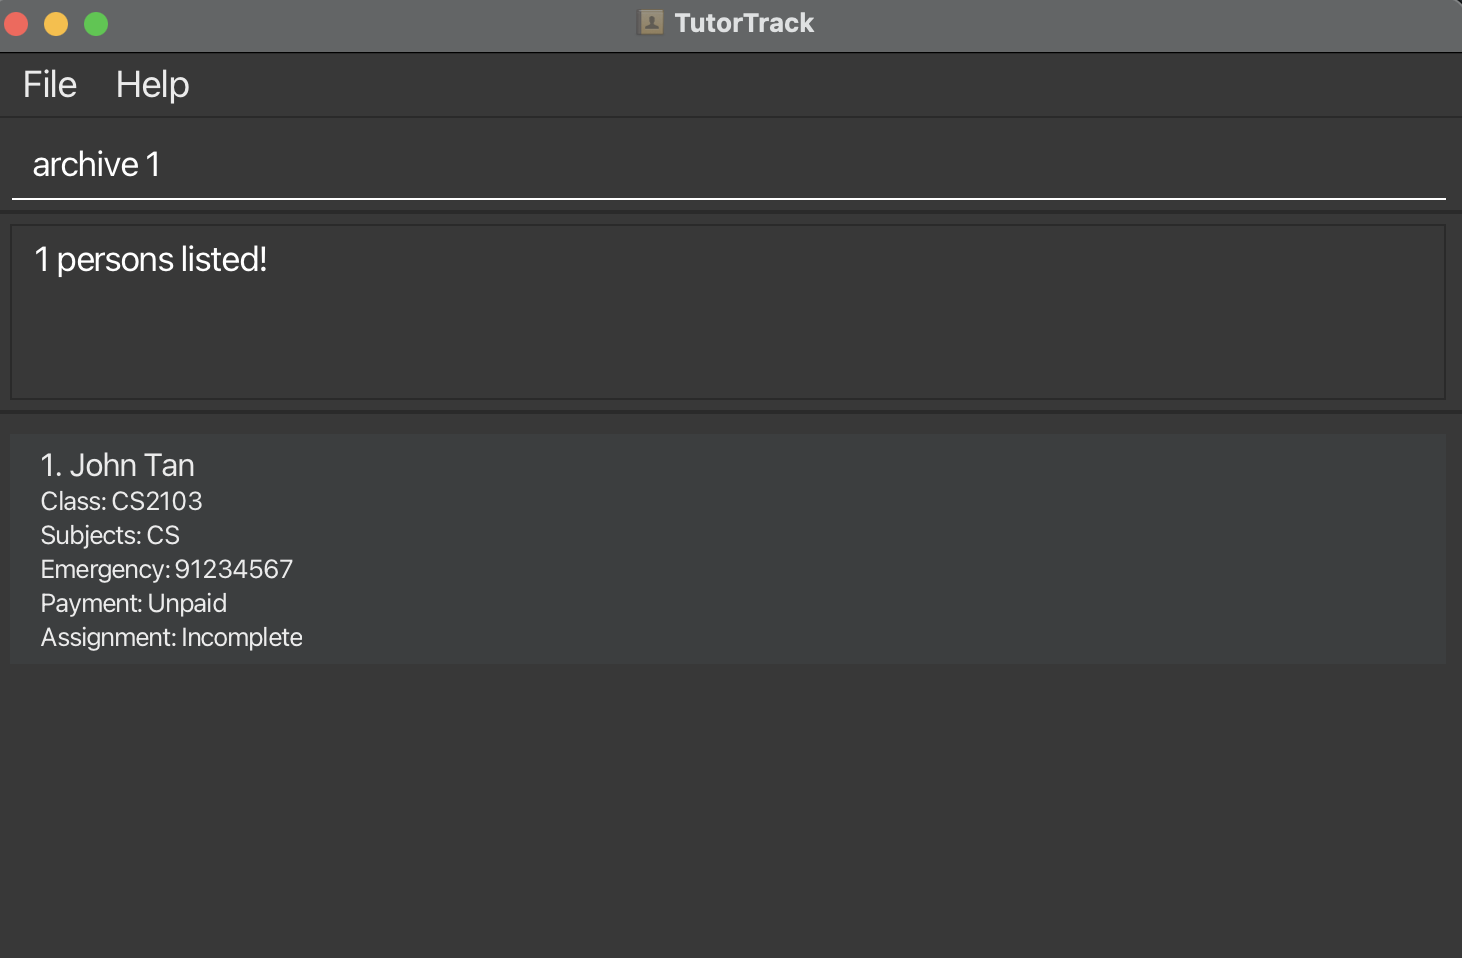 TutorTrack
File Help
archive 1
1 persons listed!
1. John Tan
Class: CS2103
Subjects: CS
Emergency: 91234567
Payment: Unpaid
Assignment: Incomplete